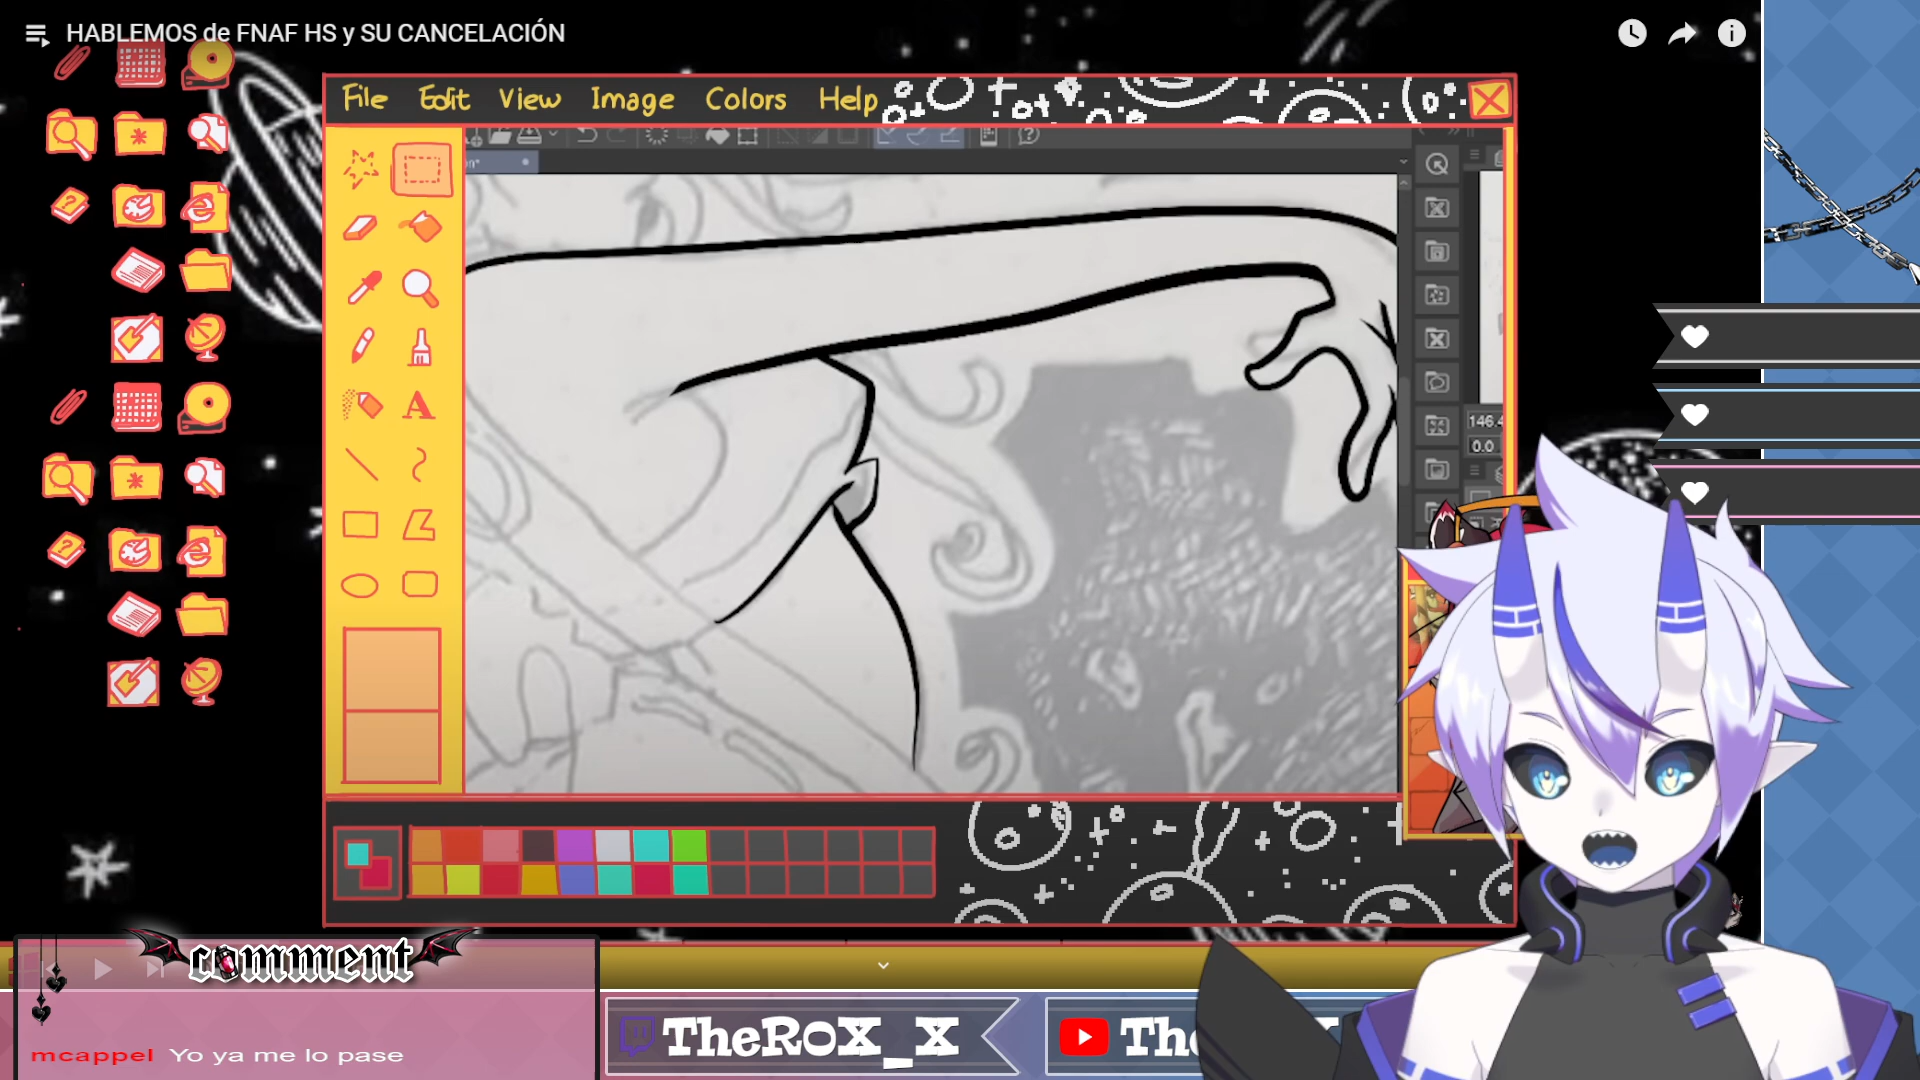 HABLEMOS de FNAF HS y SU CANCELACIÓN
File Edit View Image Colors Help
A
146.4
0.0
comment
mcappel Yo ya me lo pase
TheROX_X